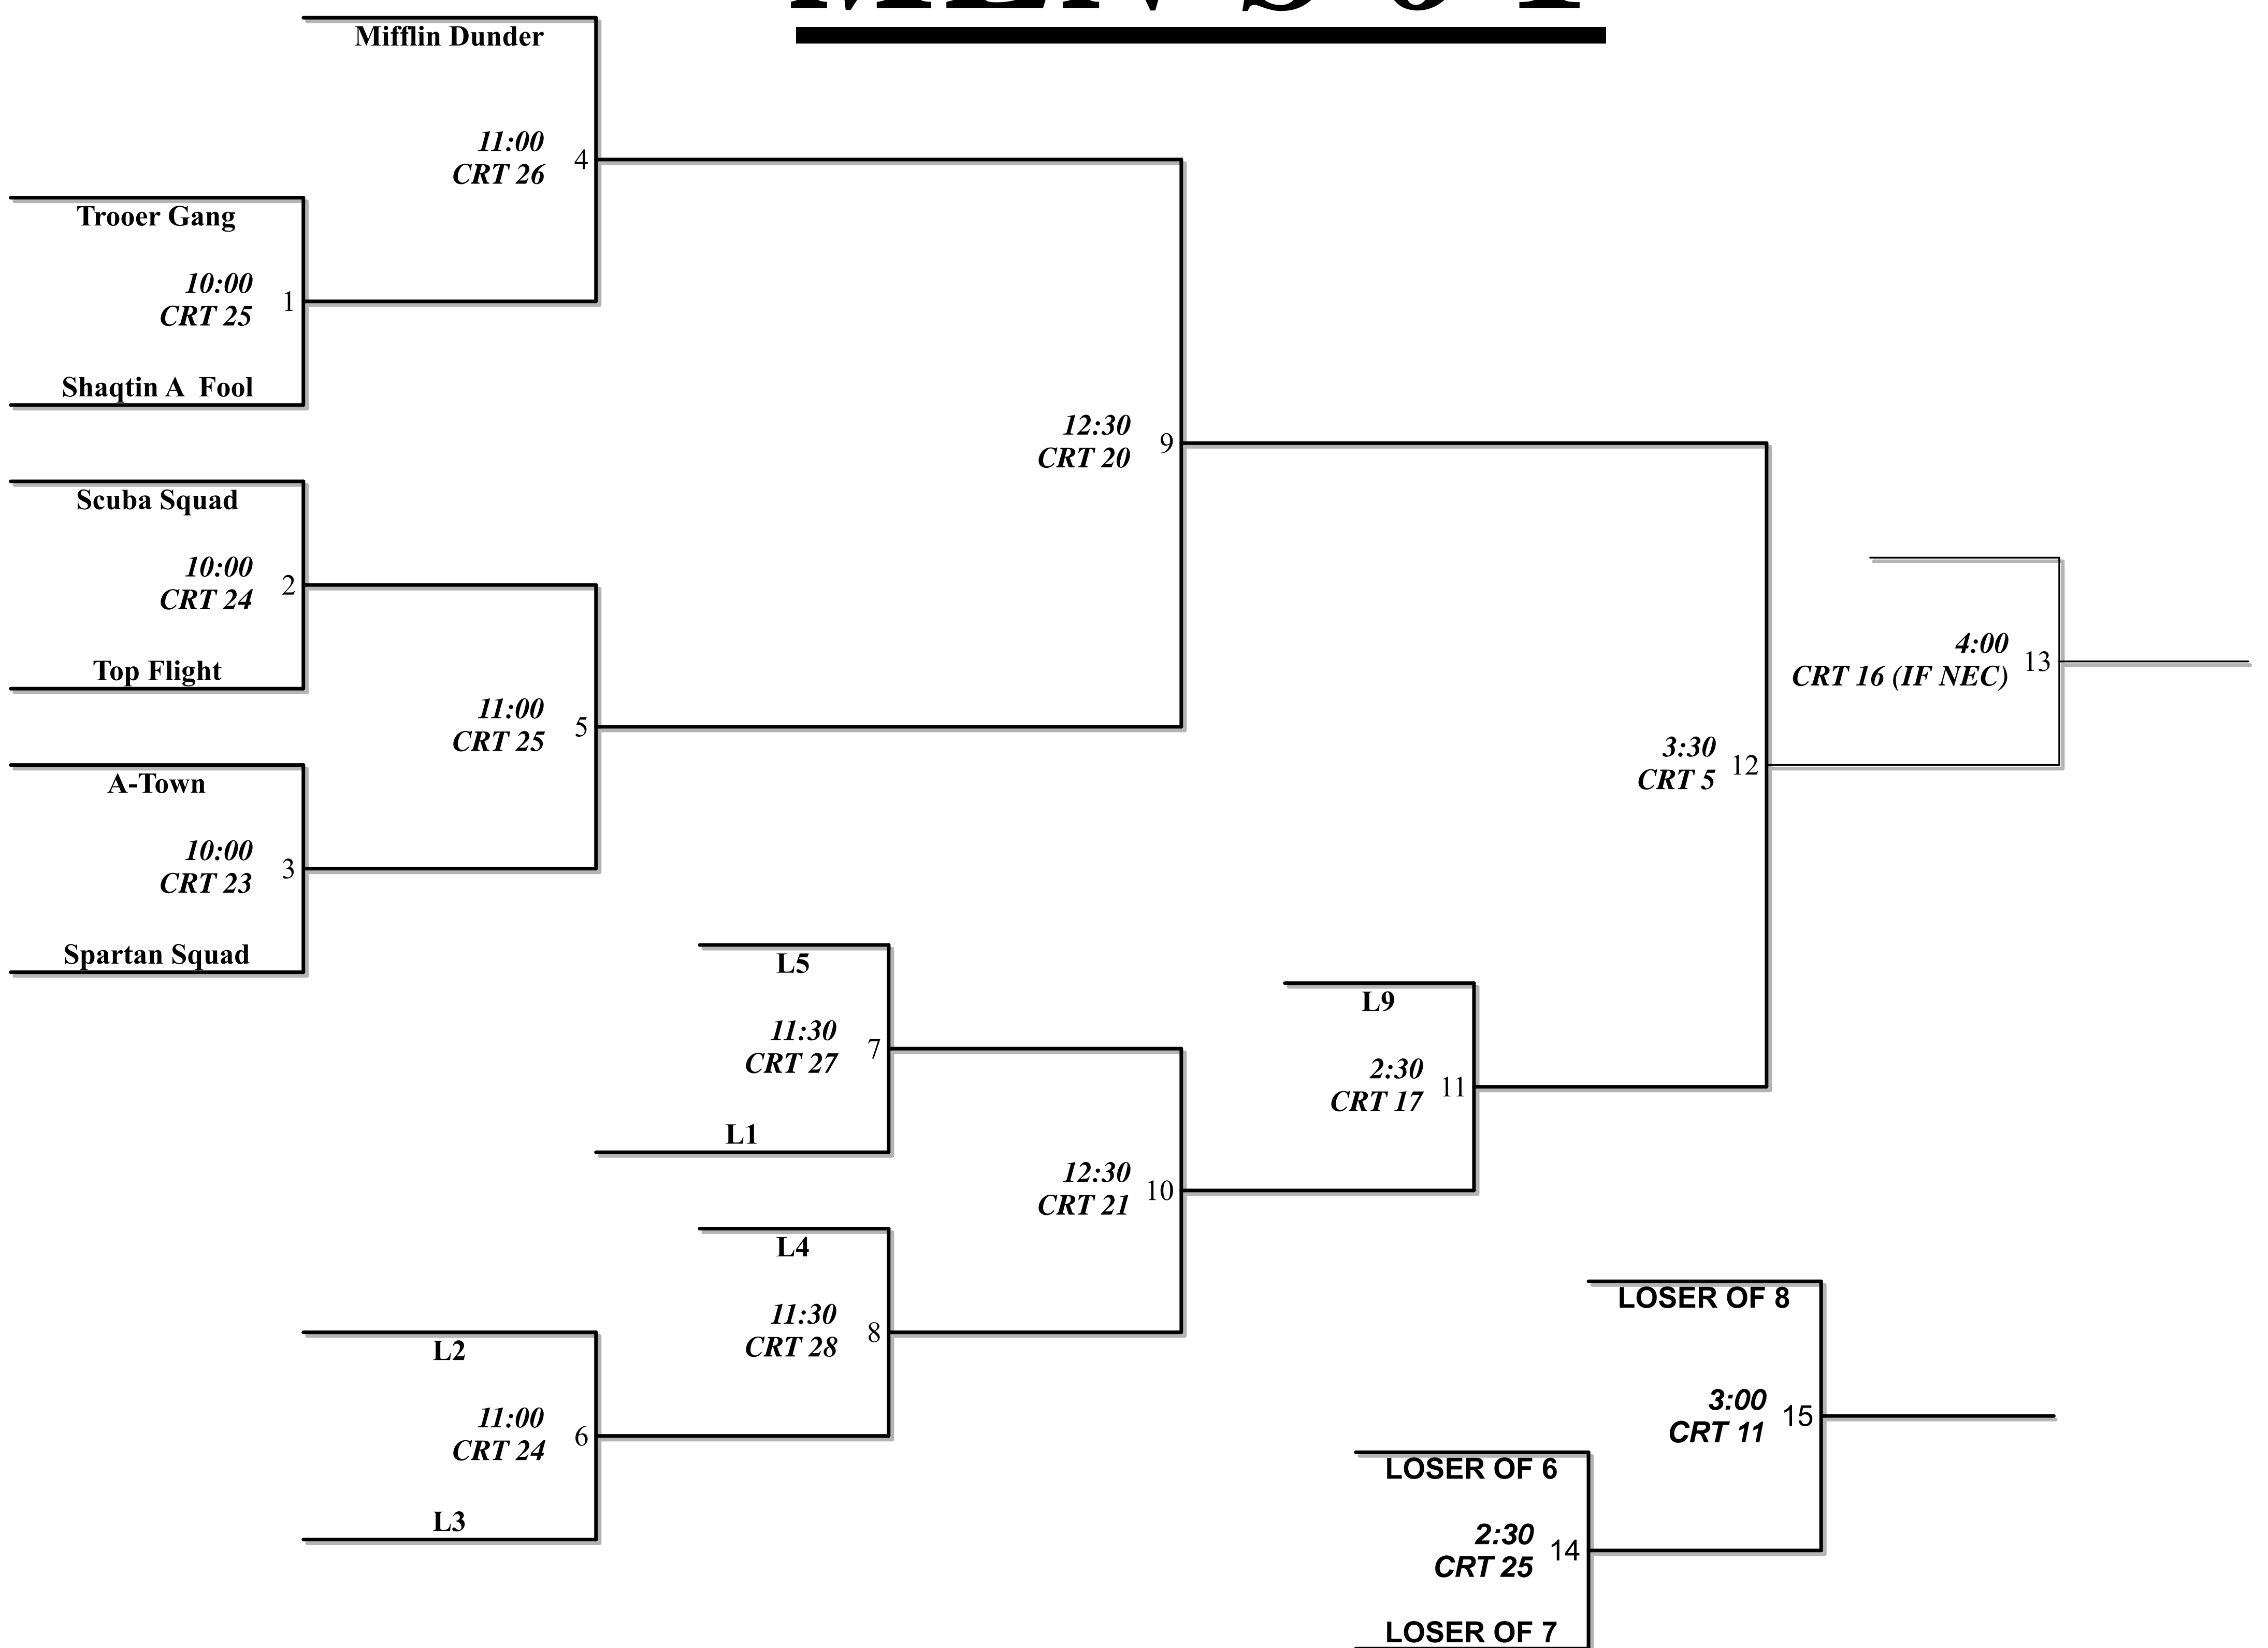 Mifflin Dunder
11:00
CRT 26
4
Trooer Gang
10:00
CRT 25
1
Shaqtin A  Fool
12:30
CRT 20
9
Scuba Squad
10:00
CRT 24
2
Top Flight
11:00
CRT 25
5
A-Town
10:00
CRT 23
3
Spartan Squad
4:00
CRT 16 (IF NEC)
13
3:30
CRT 5
12
L5
11:30
CRT 27
7
L1
L9
2:30
CRT 17
11
12:30
CRT 21
10
L4
11:30
CRT 28
8
L2
11:00
CRT 24
6
L3
LOSER OF 8
3:00
CRT 11
15
LOSER OF 6
2:30
CRT 25
14
LOSER OF 7